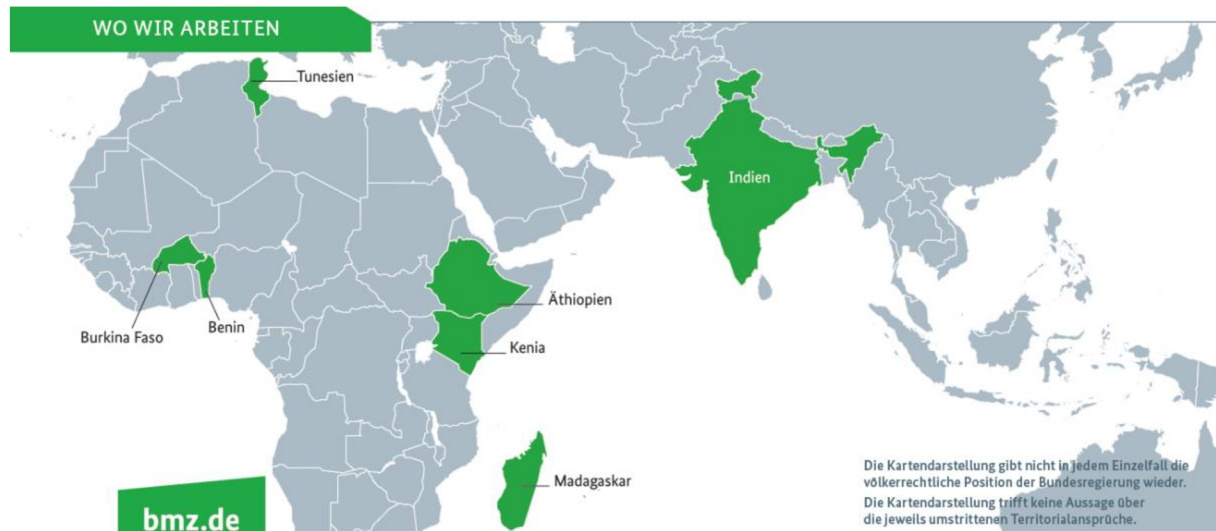 WO WIR ARBEITEN
Tunesien
Indien
Äthiopien
Burkina Faso
Benin
Kenia
Madagaskar
Die Kartendarstellung gibt nicht in jedem Einzelfall die
völkerrechtliche Position der Bundesregierung wieder.
Die Kartendarstellung trifft keine Aussage über
die jeweils umstrittenen Territorialansprüche.
bmz.de